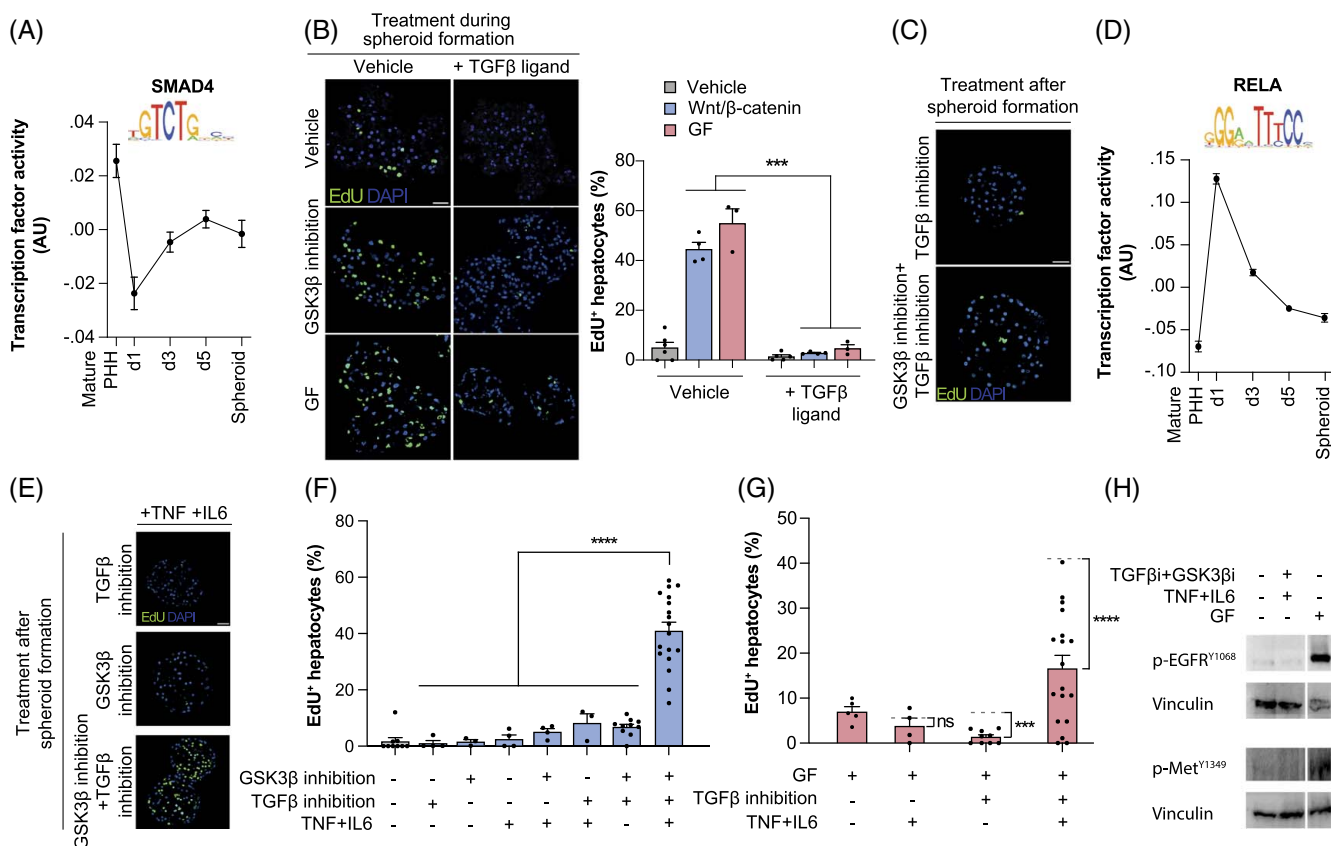 (A)
SMAD4
TGTCTG
Transcription factor activity
(AU)
.04
.02
.00
-.02
-.04
Mature
PHH
d1
d3
d5
Spheroid
(B)
Treatment during
spheroid formation
Vehicle
+ TGFβ ligand
Vehicle
GSK3β inhibition
GF
EdU DAPI
Vehicle
Wnt/β-catenin
GF
EdU⁺ hepatocytes (%)
80
60
40
20
0
***
Vehicle
+ TGFβ
ligand
(C)
Treatment after
spheroid formation
TGFβ inhibition
GSK3β inhibition+
TGFβ inhibition
EdU DAPI
(D)
RELA
Transcription factor activity
(AU)
.15
.10
.05
.00
-.05
-.10
Mature
PHH
d1
d3
d5
Spheroid
(E)
+TNF +IL6
Treatment after
spheroid formation
TGFβ
inhibition
GSK3β
inhibition
GSK3β inhibition
+TGFβ inhibition
EdU DAPI
(F)
EdU⁺ hepatocytes (%)
80
60
40
20
0
****
GSK3β inhibition - - + - + - + +
TGFβ inhibition - + - - - + + +
TNF+IL6 - - - + + + - +
(G)
EdU⁺ hepatocytes (%)
50
40
30
20
10
0
ns
***
****
GF + + + +
TGFβ inhibition - - + +
TNF+IL6 - + - +
(H)
TGFβi+GSK3βi - + -
TNF+IL6 - + -
GF - - +
p-EGFR^Y1068
Vinculin
p-Met^Y1349
Vinculin